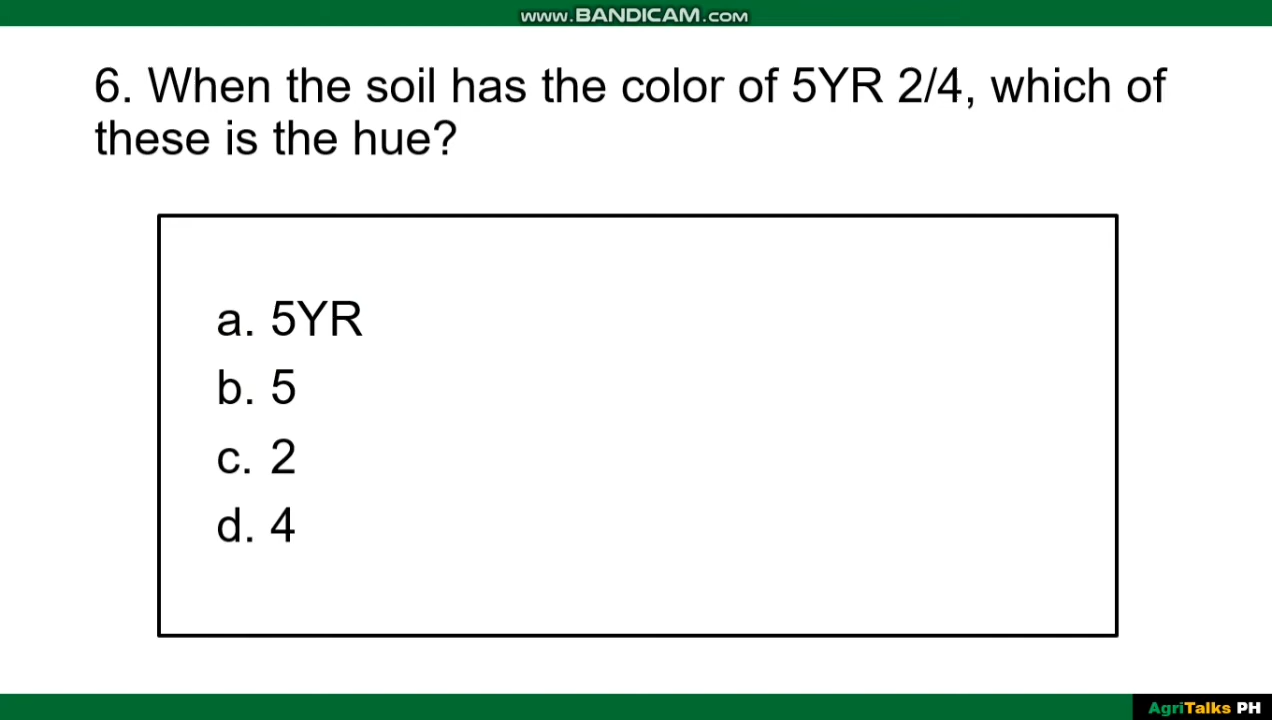 www.BANDICAM.com
6. When the soil has the color of 5YR 2/4, which of
these is the hue?
a. 5YR
b. 5
c. 2
d. 4
AgriTalks PH